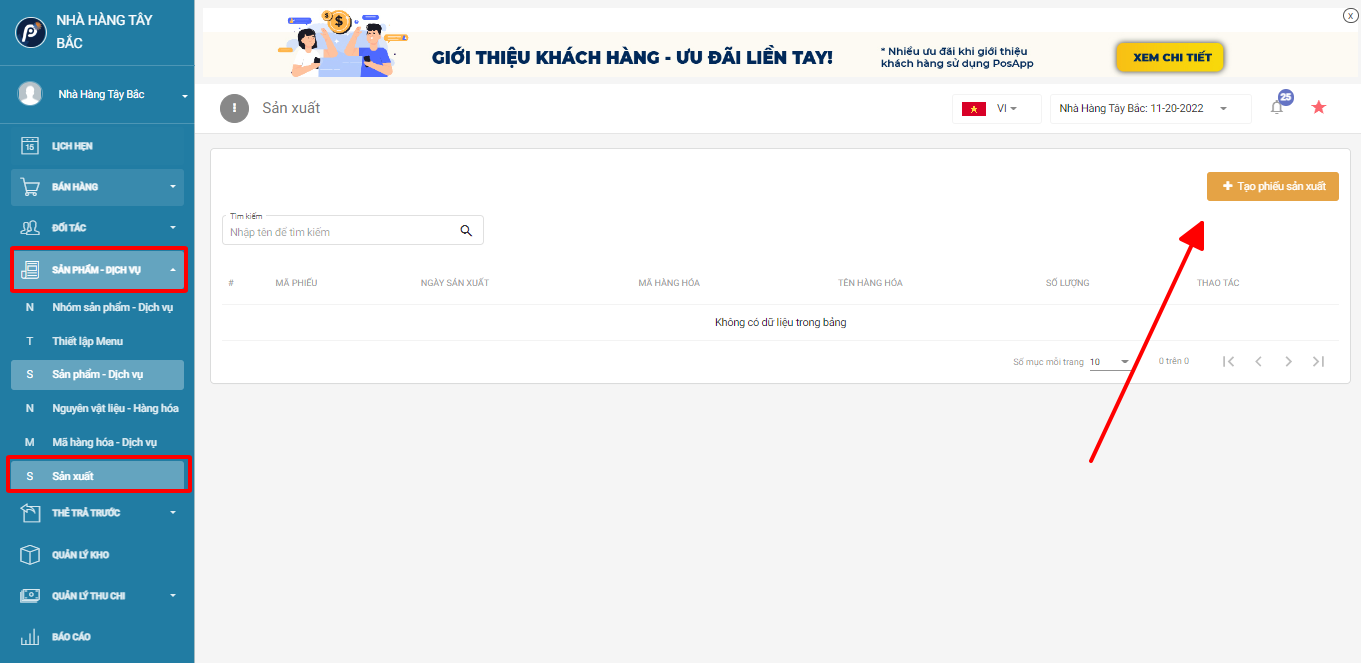 NHÀ HÀNG TÂY
BẮC
Nhà Hàng Tây Bắc
15
LỊCH HẸN
BÁN HÀNG
ĐỐI TÁC
SẢN PHẨM - DỊCH VỤ
N Nhóm sản phẩm - Dịch vụ
T Thiết lập Menu
S Sản phẩm - Dịch vụ
N Nguyên vật liệu - Hàng hóa
M Mã hàng hóa - Dịch vụ
S Sản xuất
THẺ TRẢ TRƯỚC
QUẢN LÝ KHO
QUẢN LÝ THU CHI
BÁO CÁO
GIỚI THIỆU KHÁCH HÀNG - ƯU ĐÃI LIỀN TAY!
* Nhiều ưu đãi khi giới thiệu
khách hàng sử dụng PosApp
XEM CHI TIẾT
Sản xuất
VI
Nhà Hàng Tây Bắc: 11-20-2022
25
+ Tạo phiếu sản xuất
Tìm kiếm
Nhập tên để tìm kiếm
# MÃ PHIẾU NGÀY SẢN XUẤT MÃ HÀNG HÓA TÊN HÀNG HÓA SỐ LƯỢNG THAO TÁC
Không có dữ liệu trong bảng
Số mục mỗi trang 10 0 trên 0